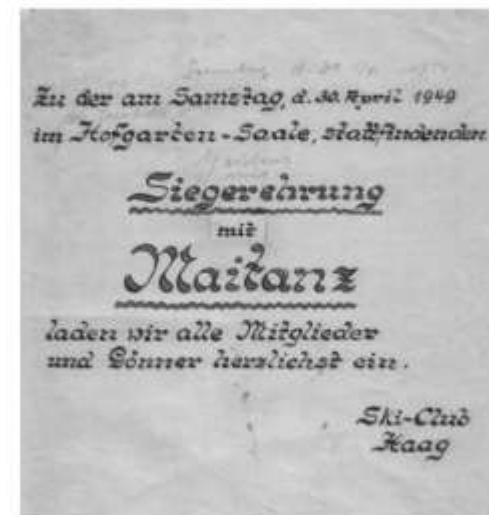 Zu der am Samstag, d. 30. April 1949
im Hofgarten-Saale, stattfindenden
Siegerehrung
mit
Maitanz
laden wir alle Mitglieder
und Gönner herzlichst ein.
Ski-Club
Haag